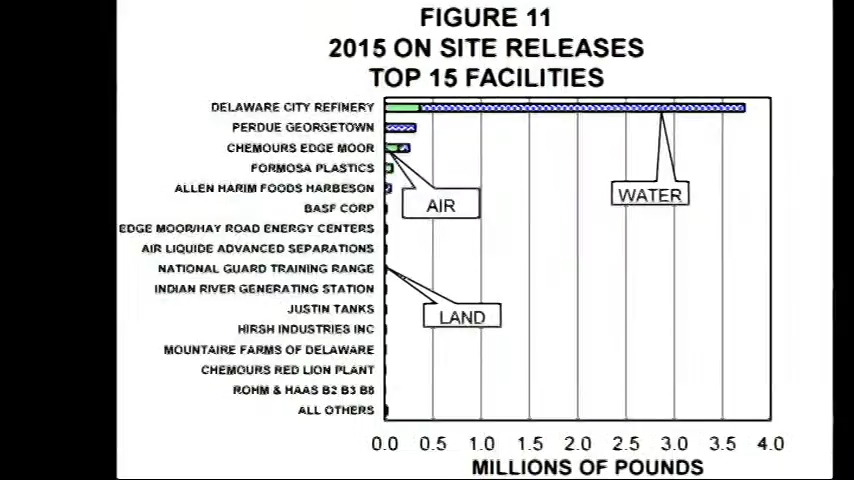 FIGURE 11
2015 ON SITE RELEASES
TOP 15 FACILITIES
DELAWARE CITY REFINERY
PERDUE GEORGETOWN
CHEMOURS EDGE MOOR
FORMOSA PLASTICS
ALLEN HARIM FOODS HARBESON
BASF CORP
EDGE MOOR/HAY ROAD ENERGY CENTERS
AIR LIQUIDE ADVANCED SEPARATIONS
NATIONAL GUARD TRAINING RANGE
INDIAN RIVER GENERATING STATION
JUSTIN TANKS
HIRSH INDUSTRIES INC
MOUNTAIRE FARMS OF DELAWARE
CHEMOURS RED LION PLANT
ROHM & HAAS B2 B3 B8
ALL OTHERS
AIR
WATER
LAND
0.0 0.5 1.0 1.5 2.0 2.5 3.0 3.5 4.0
MILLIONS OF POUNDS